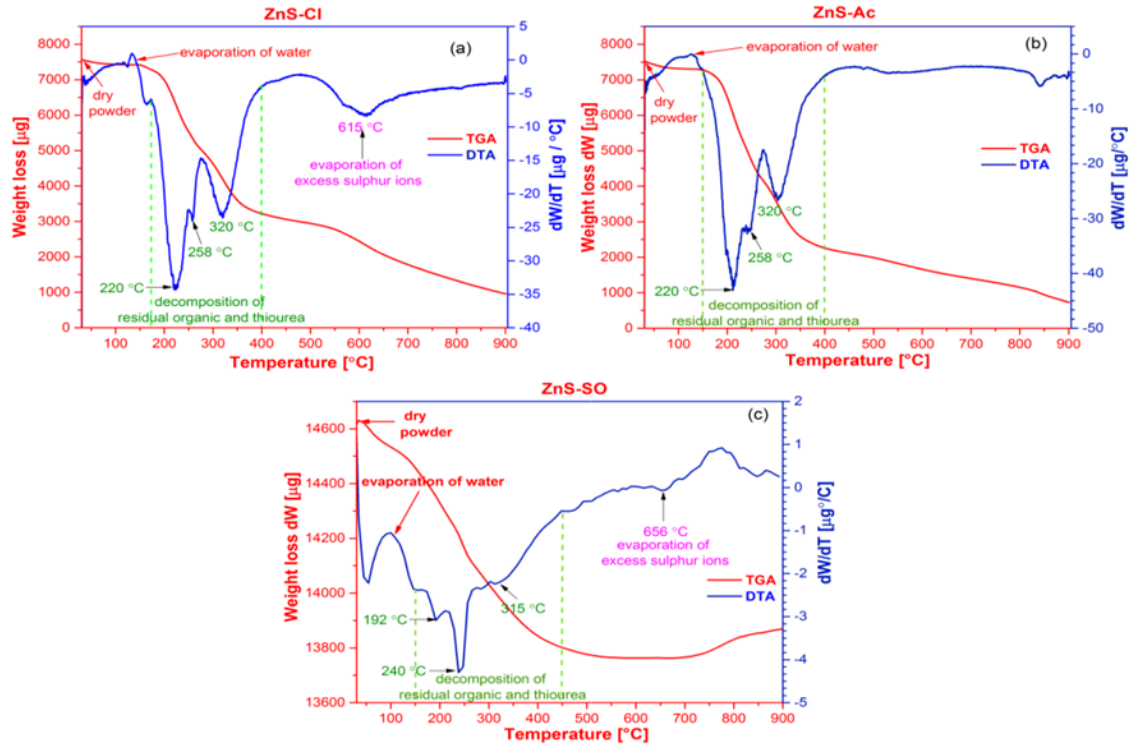 ZnS-Cl
(a)
evaporation of water
dry
powder
615 °C
evaporation of
excess sulphur ions
TGA
DTA
320 °C
258 °C
220 °C
decomposition of
residual organic and thiourea
Weight loss [µg]
8000
7000
6000
5000
4000
3000
2000
1000
0
100 200 300 400 500 600 700 800 900
Temperature [°C]
5
0
-5
-10
-15
-20
-25
-30
-35
-40
dW/dT [µg / °C]
ZnS-Ac
(b)
evaporation of water
dry
powder
TGA
DTA
320 °C
258 °C
220 °C
decomposition of
residual organic and thiourea
Weight loss dW [µg]
8000
7000
6000
5000
4000
3000
2000
1000
0
100 200 300 400 500 600 700 800 900
Temperature [°C]
0
-10
-20
-30
-40
-50
dW/dT [µg/°C]
ZnS-SO
(c)
dry
powder
evaporation of water
656 °C
evaporation of
excess sulphur ions
TGA
DTA
315 °C
192 °C
240 °C
decomposition of
residual organic and thiourea
Weight loss dW [µg]
14600
14400
14200
14000
13800
13600
100 200 300 400 500 600 700 800 900
Temperature [°C]
2
1
0
-1
-2
-3
-4
-5
dW/dT [µg°/C]